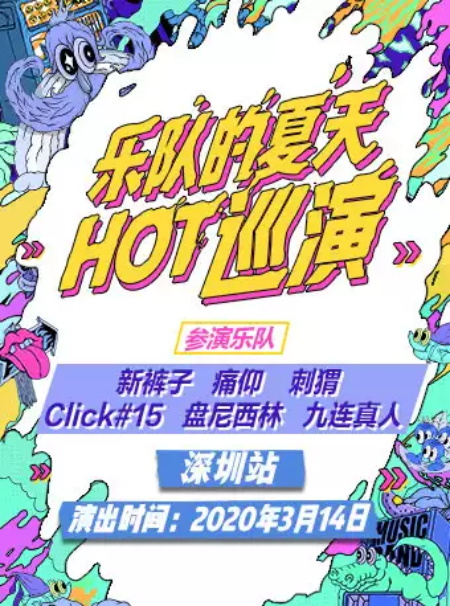 乐队的夏天
HOT巡演
参演乐队
新裤子 痛仰 刺猬
Click#15 盘尼西林 九连真人
深圳站
演出时间：2020年3月14日
MUSIC
BAND